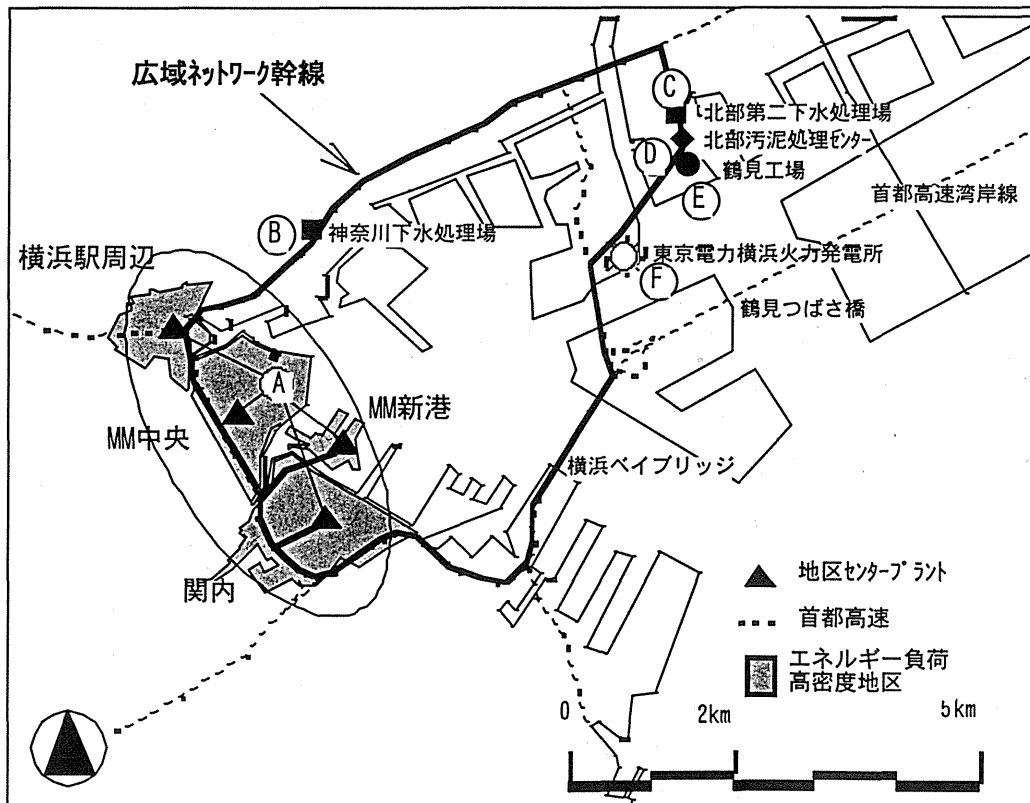 広域ネットワーク幹線
C
北部第二下水処理場
北部汚泥処理センター
D
鶴見工場
E
首都高速湾岸線
B
神奈川下水処理場
横浜駅周辺
東京電力横浜火力発電所
F
鶴見つばさ橋
A
MM新港
MM中央
横浜ベイブリッジ
関内
地区センタープラント
首都高速
エネルギー負荷
高密度地区
0 2km 5km